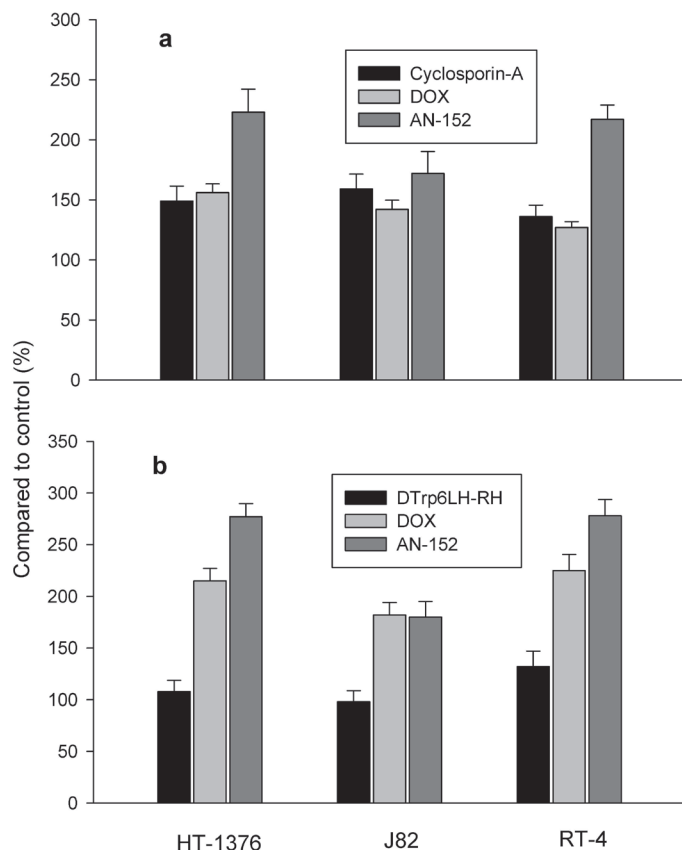 300
250
200
150
100
50
0
a
Cyclosporin-A
DOX
AN-152
Compared to control (%)
350
300
250
200
150
100
50
0
b
DTrp6LH-RH
DOX
AN-152
HT-1376 J82 RT-4